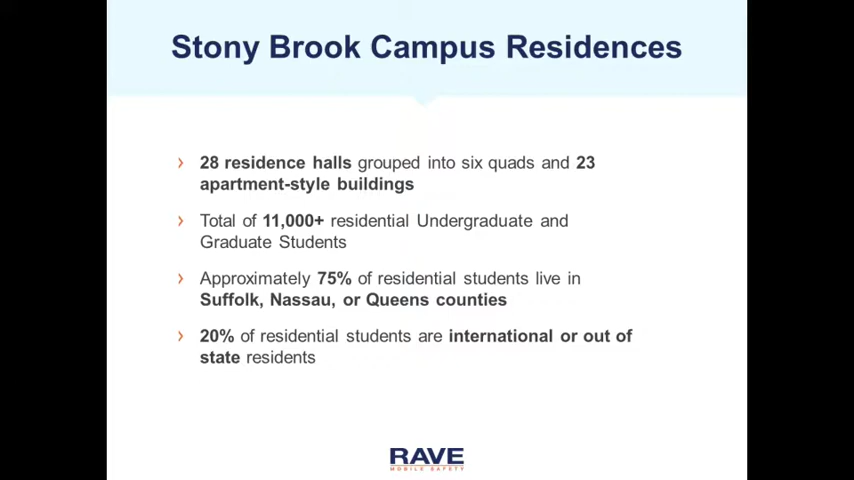 Stony Brook Campus Residences
› 28 residence halls grouped into six quads and 23
apartment-style buildings
› Total of 11,000+ residential Undergraduate and
Graduate Students
› Approximately 75% of residential students live in
Suffolk, Nassau, or Queens counties
› 20% of residential students are international or out of
state residents
RAVE
MOBILE SAFETY